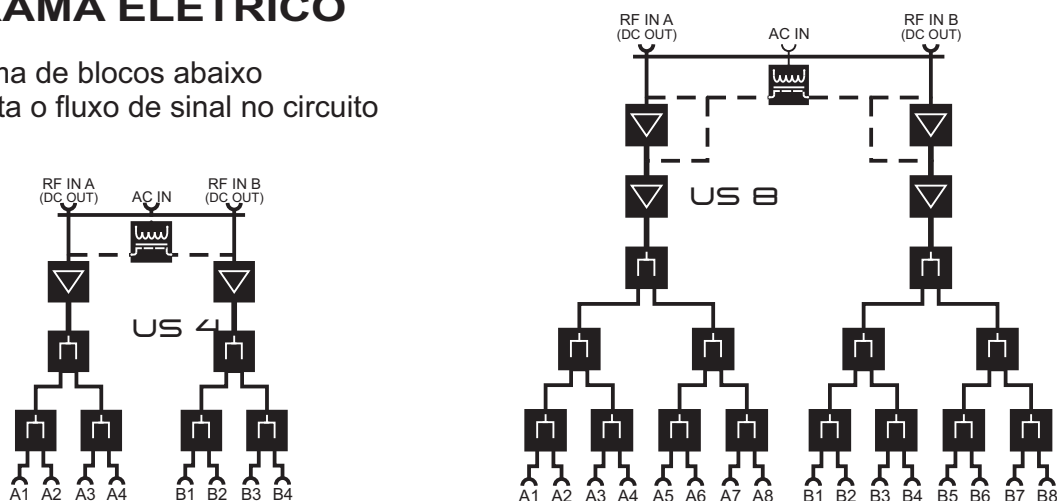 RAMA ELÉTRICO
ma de blocos abaixo
ta o fluxo de sinal no circuito
RF IN A
(DC OUT)
AC IN
RF IN B
(DC OUT)
US 4
A1 A2 A3 A4 B1 B2 B3 B4
RF IN A
(DC OUT)
AC IN
RF IN B
(DC OUT)
US 8
A1 A2 A3 A4 A5 A6 A7 A8 B1 B2 B3 B4 B5 B6 B7 B8